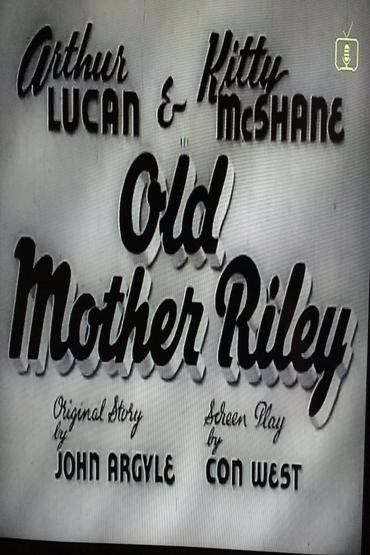 Arthur LUCAN & Kitty McSHANE
in
Old
Mother Riley
Original Story by JOHN ARGYLE
Screen Play by CON WEST